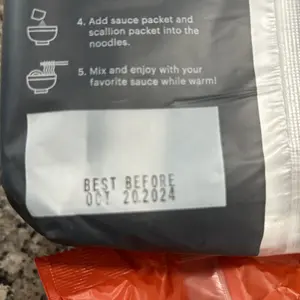 4. Add sauce packet and
scallion packet into the
noodles.
5. Mix and enjoy with your
favorite sauce while warm!
BEST BEFORE
OCT 20.2024